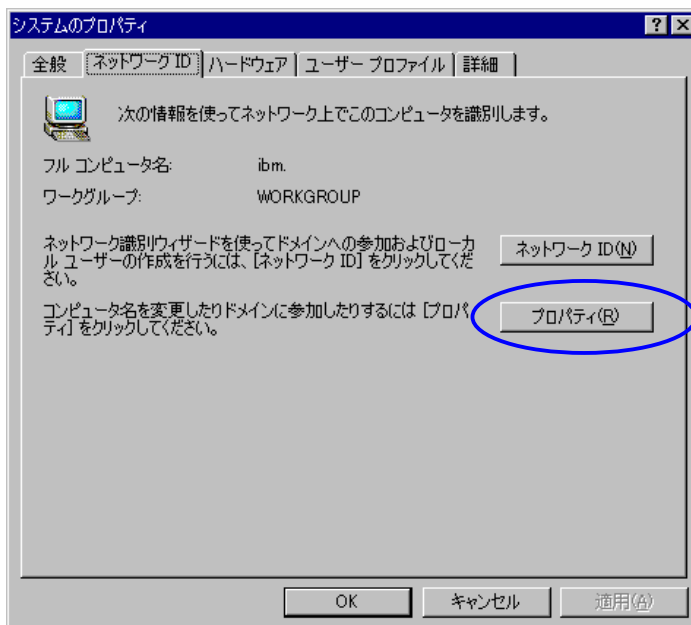 システムのプロパティ
全般 ネットワーク ID ハードウェア ユーザー プロファイル 詳細
次の情報を使ってネットワーク上でこのコンピュータを識別します。
フル コンピュータ名: ibm.
ワークグループ: WORKGROUP
ネットワーク識別ウィザードを使ってドメインへの参加およびローカ
ル ユーザーの作成を行うには、[ネットワーク ID] をクリックしてくだ
さい。
ネットワーク ID(N)
コンピュータ名を変更したりドメインに参加したりするには [プロパ
ティ] をクリックしてください。
プロパティ(R)
OK キャンセル 適用(A)